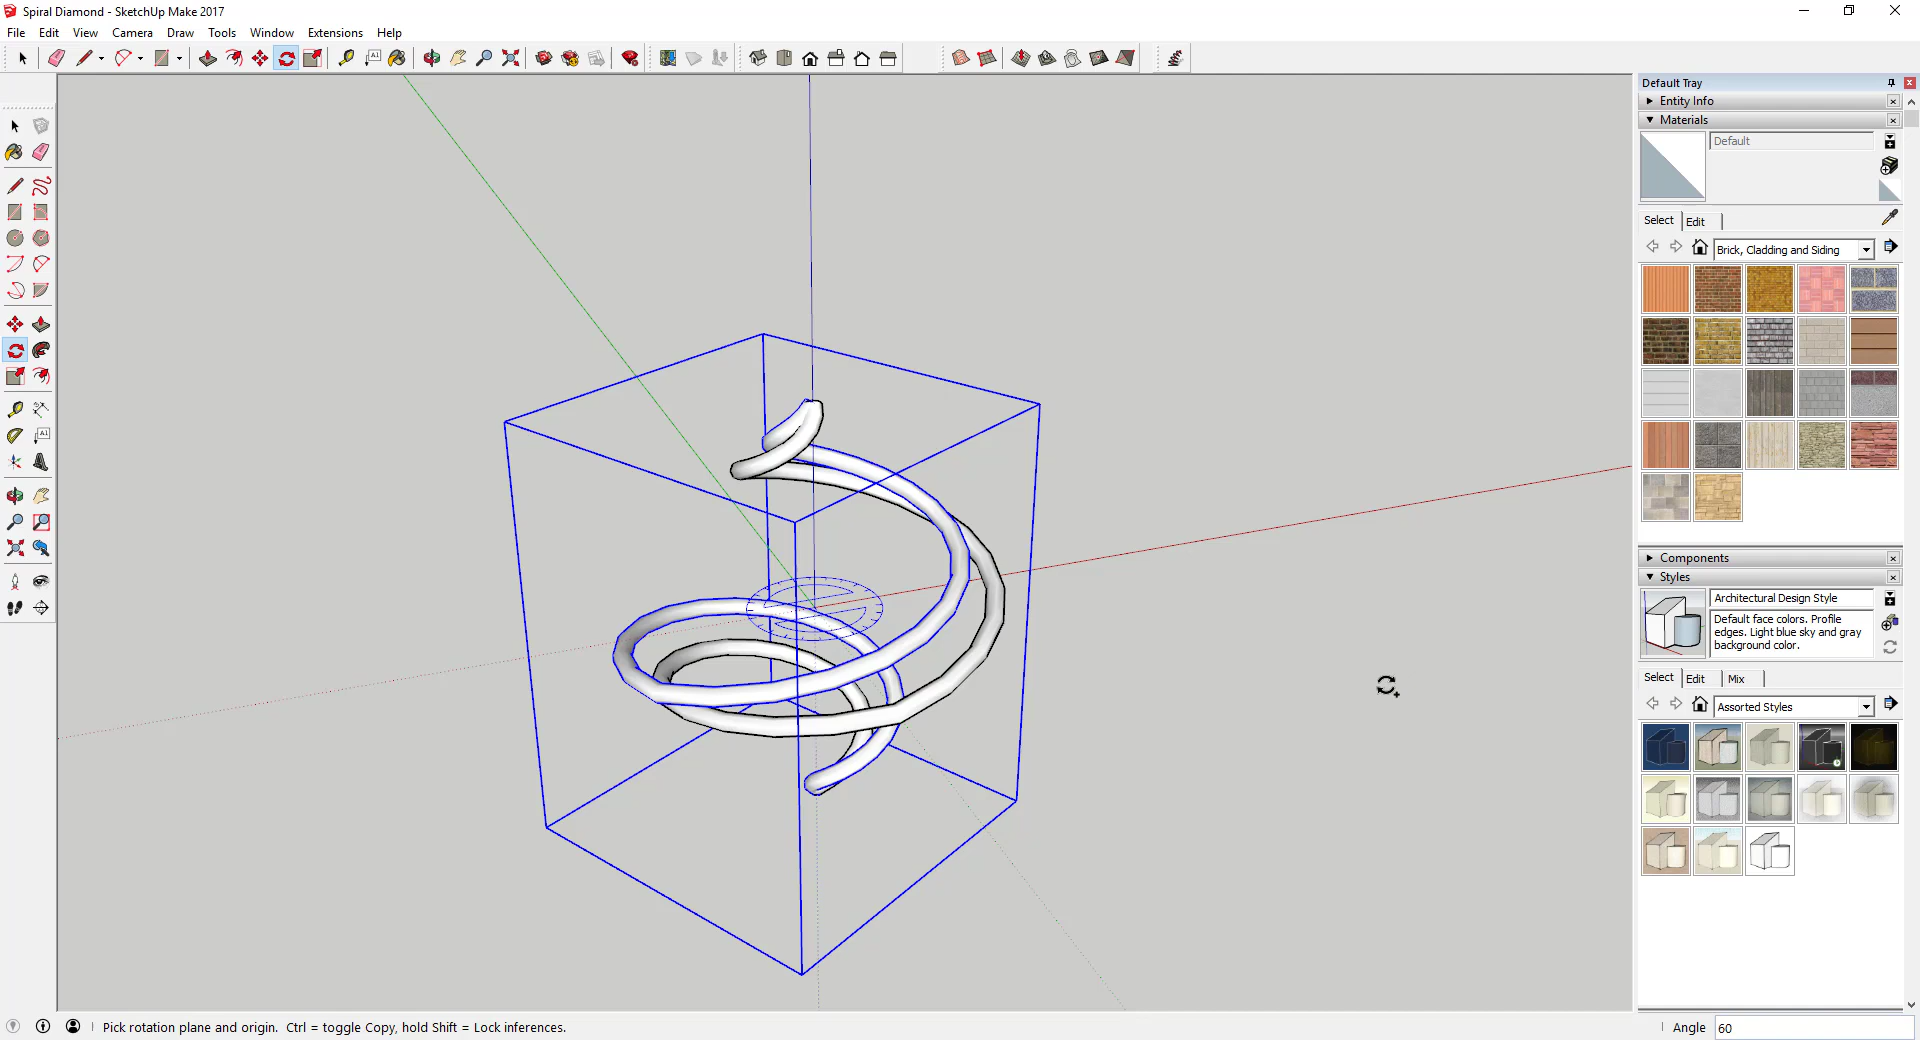 Spiral Diamond - SketchUp Make 2017
File Edit View Camera Draw Tools Window Extensions Help
A1
Default Tray
Entity Info
Materials
Default
Select Edit
Brick, Cladding and Siding
A1
Components
Styles
Architectural Design Style
Default face colors. Profile
edges. Light blue sky and gray
background color.
Select Edit Mix
Assorted Styles
Pick rotation plane and origin. Ctrl = toggle Copy, hold Shift = Lock inferences.
Angle 60